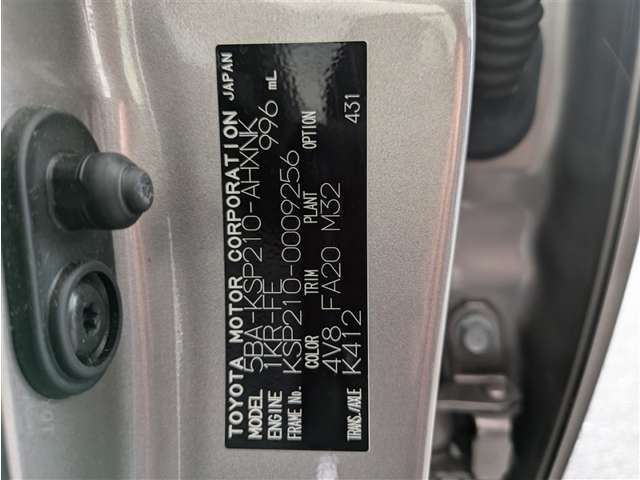 TOYOTA MOTOR CORPORATION JAPAN
MODEL 5BA-KSP210-AHXNK
ENGINE 1KR-FE 996 mL
FRAME No. KSP210-0009256
COLOR TRIM PLANT OPTION
4V8 FA20 M32 431
TRANS./AXLE K412